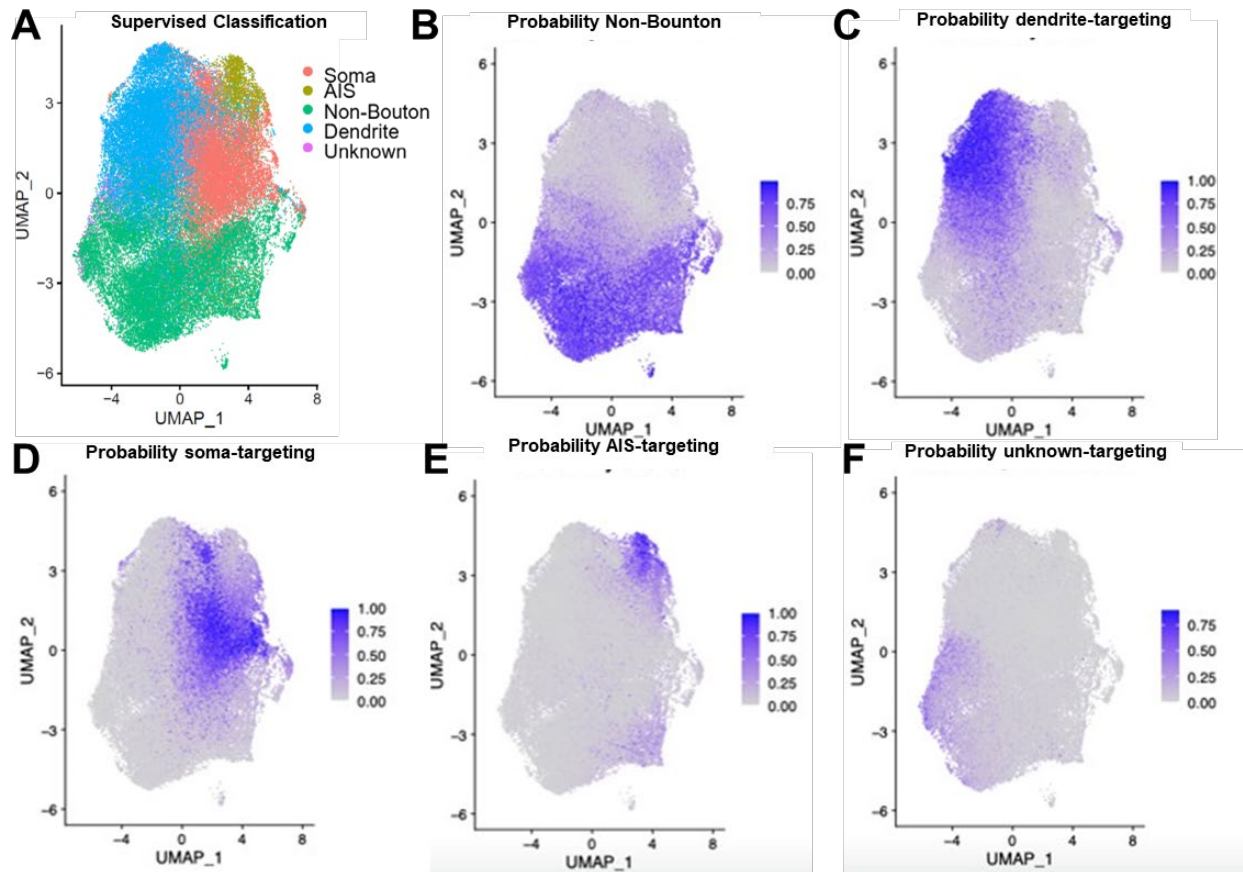 A
Supervised Classification
UMAP_2
3
0
−3
−6
−4
0
4
8
UMAP_1
Soma
AIS
Non-Bouton
Dendrite
Unknown
B
Probability Non-Bounton
UMAP_2
6
3
0
−3
−6
−4
0
4
8
UMAP_1
0.75
0.50
0.25
0.00
C
Probability dendrite-targeting
UMAP_2
6
3
0
−3
−6
−4
0
4
8
UMAP_1
1.00
0.75
0.50
0.25
0.00
D
Probability soma-targeting
UMAP_2
6
3
0
−3
−6
−4
0
4
8
UMAP_1
1.00
0.75
0.50
0.25
0.00
E
Probability AIS-targeting
UMAP_2
6
3
0
−3
−6
−4
0
4
8
UMAP_1
1.00
0.75
0.50
0.25
0.00
F
Probability unknown-targeting
UMAP_2
6
3
0
−3
−6
−4
0
4
8
UMAP_1
0.75
0.50
0.25
0.00